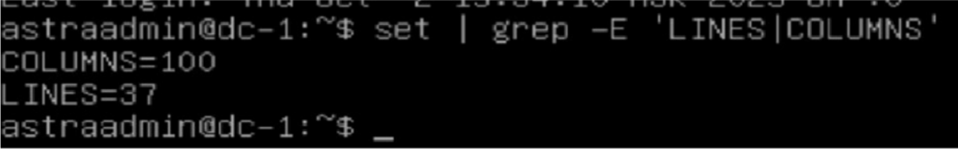 astraadmin@dc-1:~$ set | grep -E 'LINES|COLUMNS'
COLUMNS=100
LINES=37
astraadmin@dc-1:~$ _